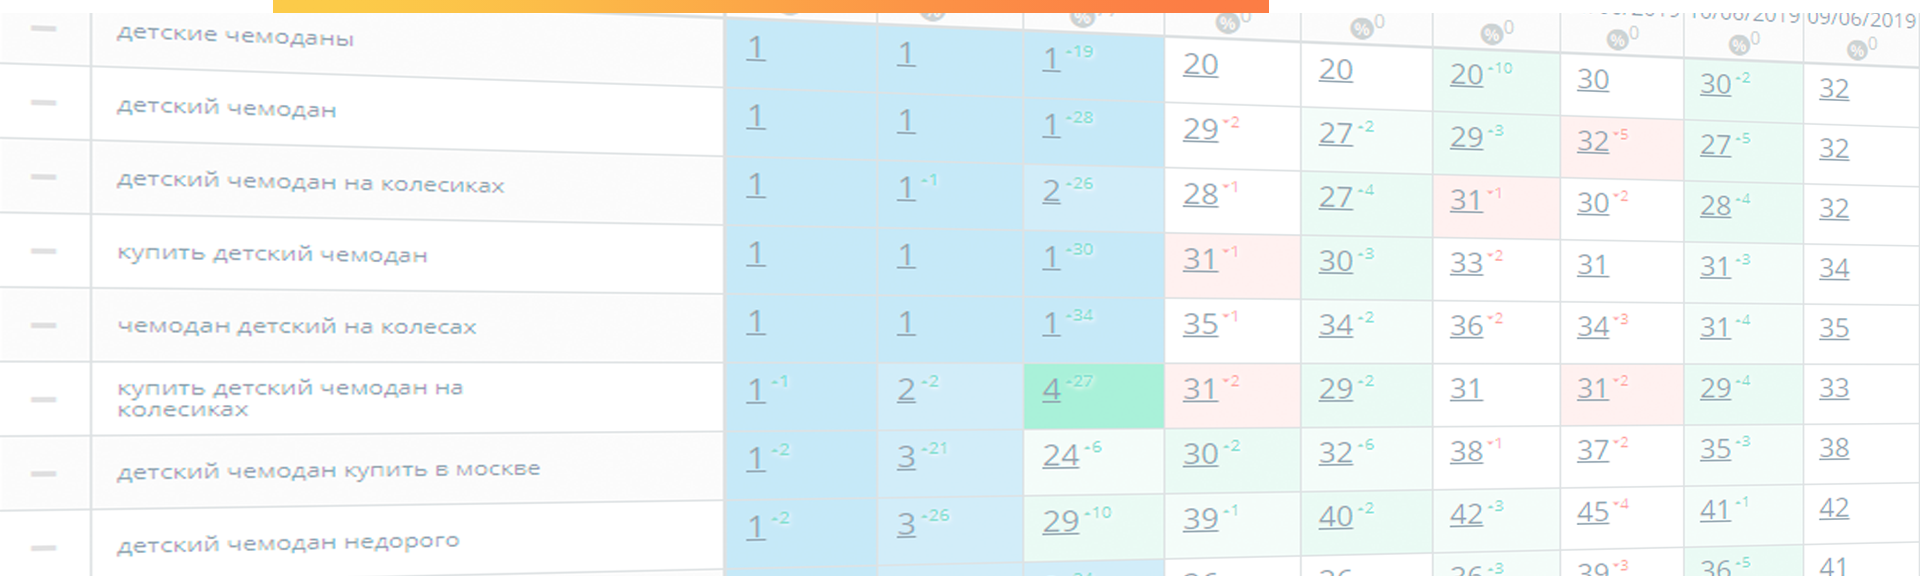 10/06/2019 09/06/2019
%0 %0 %0 %0 %0 %0
детские чемоданы 1 1 1 -19 20 20 20 -10 30 30 -2 32
детский чемодан 1 1 1 -28 29 -2 27 -2 29 -3 32 -5 27 -5 32
детский чемодан на колесиках 1 1 -1 2 -26 28 -1 27 -4 31 -1 30 -2 28 -4 32
купить детский чемодан 1 1 1 -30 31 -1 30 -3 33 -2 31 31 -3 34
чемодан детский на колесах 1 1 1 -34 35 -1 34 -2 36 -2 34 -3 31 -4 35
купить детский чемодан на
колесиках 1 -1 2 -2 4 -27 31 -2 29 -2 31 31 -2 29 -4 33
детский чемодан купить в москве 1 -2 3 -21 24 -6 30 -2 32 -6 38 -1 37 -2 35 -3 38
детский чемодан недорого 1 -2 3 -26 29 -10 39 -1 40 -2 42 -3 45 -4 41 -1 42
36 -3 39 -3 36 -5 41